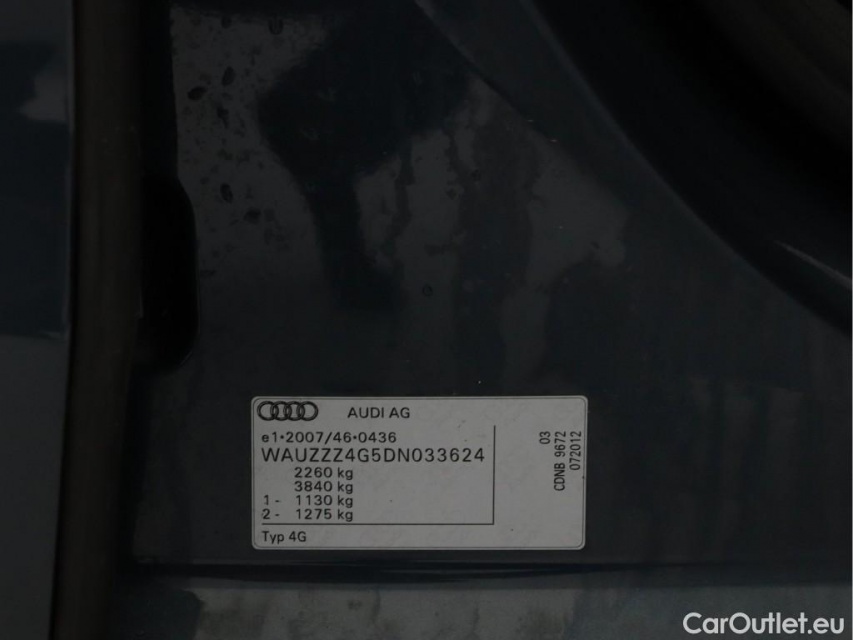 AUDI AG
e1•2007/46•0436
WAUZZZ4G5DN033624
2260 kg
3840 kg
1 - 1130 kg
2 - 1275 kg
Typ 4G
03
CDNB 9672
072012
CarOutlet.eu